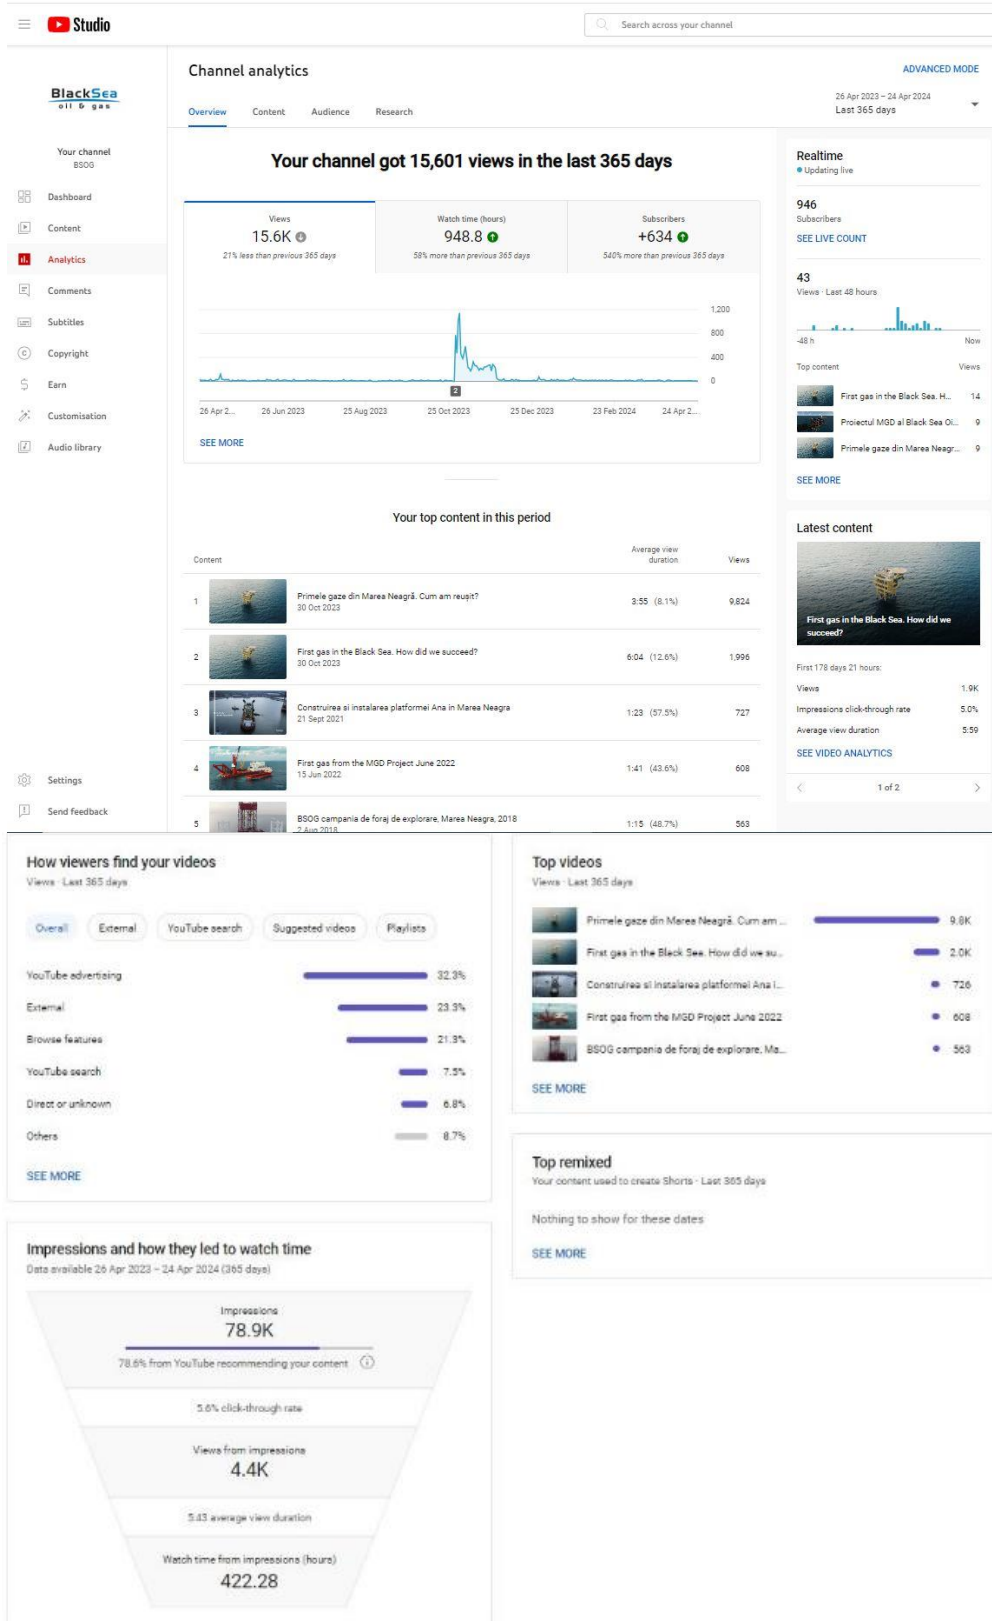 Studio
Search across your channel
BlackSea
oil & gas
Your channel
BSOG
Dashboard
Content
Analytics
Comments
Subtitles
Copyright
Earn
Customisation
Audio library
Settings
Send feedback
Channel analytics
ADVANCED MODE
Overview Content Audience Research
26 Apr 2023 – 24 Apr 2024
Last 365 days
Your channel got 15,601 views in the last 365 days
Views
15.6K
21% less than previous 365 days
Watch time (hours)
948.8
58% more than previous 365 days
Subscribers
+634
540% more than previous 365 days
1,200
800
400
0
2
26 Apr 2... 26 Jun 2023 25 Aug 2023 25 Oct 2023 25 Dec 2023 23 Feb 2024 24 Apr 2...
SEE MORE
Your top content in this period
Content Average view duration Views
1 Primele gaze din Marea Neagră. Cum am reușit? 3:55 (8.1%) 9,824
30 Oct 2023
2 First gas in the Black Sea. How did we succeed? 6:04 (12.6%) 1,996
30 Oct 2023
3 Construirea si instalarea platformei Ana in Marea Neagra 1:23 (57.5%) 727
21 Sept 2021
4 First gas from the MGD Project June 2022 1:41 (43.6%) 608
15 Jun 2022
5 BSOG campania de foraj de explorare, Marea Neagra, 2018 1:15 (48.7%) 563
2 Aug 2018
Realtime
Updating live
946
Subscribers
SEE LIVE COUNT
43
Views · Last 48 hours
-48 h Now
Top content Views
First gas in the Black Sea. H... 14
Proiectul MGD al Black Sea Oi... 9
Primele gaze din Marea Neagr... 9
SEE MORE
Latest content
First gas in the Black Sea. How did we
succeed?
First 178 days 21 hours:
Views 1.9K
Impressions click-through rate 5.0%
Average view duration 5:59
SEE VIDEO ANALYTICS
1 of 2
How viewers find your videos
Views · Last 365 days
Overall External YouTube search Suggested videos Playlists
YouTube advertising 32.3%
External 23.3%
Browse features 21.3%
YouTube search 7.5%
Direct or unknown 6.8%
Others 8.7%
SEE MORE
Impressions and how they led to watch time
Data available 26 Apr 2023 – 24 Apr 2024 (365 days)
Impressions
78.9K
78.6% from YouTube recommending your content
5.6% click-through rate
Views from impressions
4.4K
5:43 average view duration
Watch time from impressions (hours)
422.28
Top videos
Views · Last 365 days
Primele gaze din Marea Neagră. Cum am ... 9.8K
First gas in the Black Sea. How did we su... 2.0K
Construirea si instalarea platformei Ana i... 726
First gas from the MGD Project June 2022 608
BSOG campania de foraj de explorare, Ma... 563
SEE MORE
Top remixed
Your content used to create Shorts · Last 365 days
Nothing to show for these dates
SEE MORE